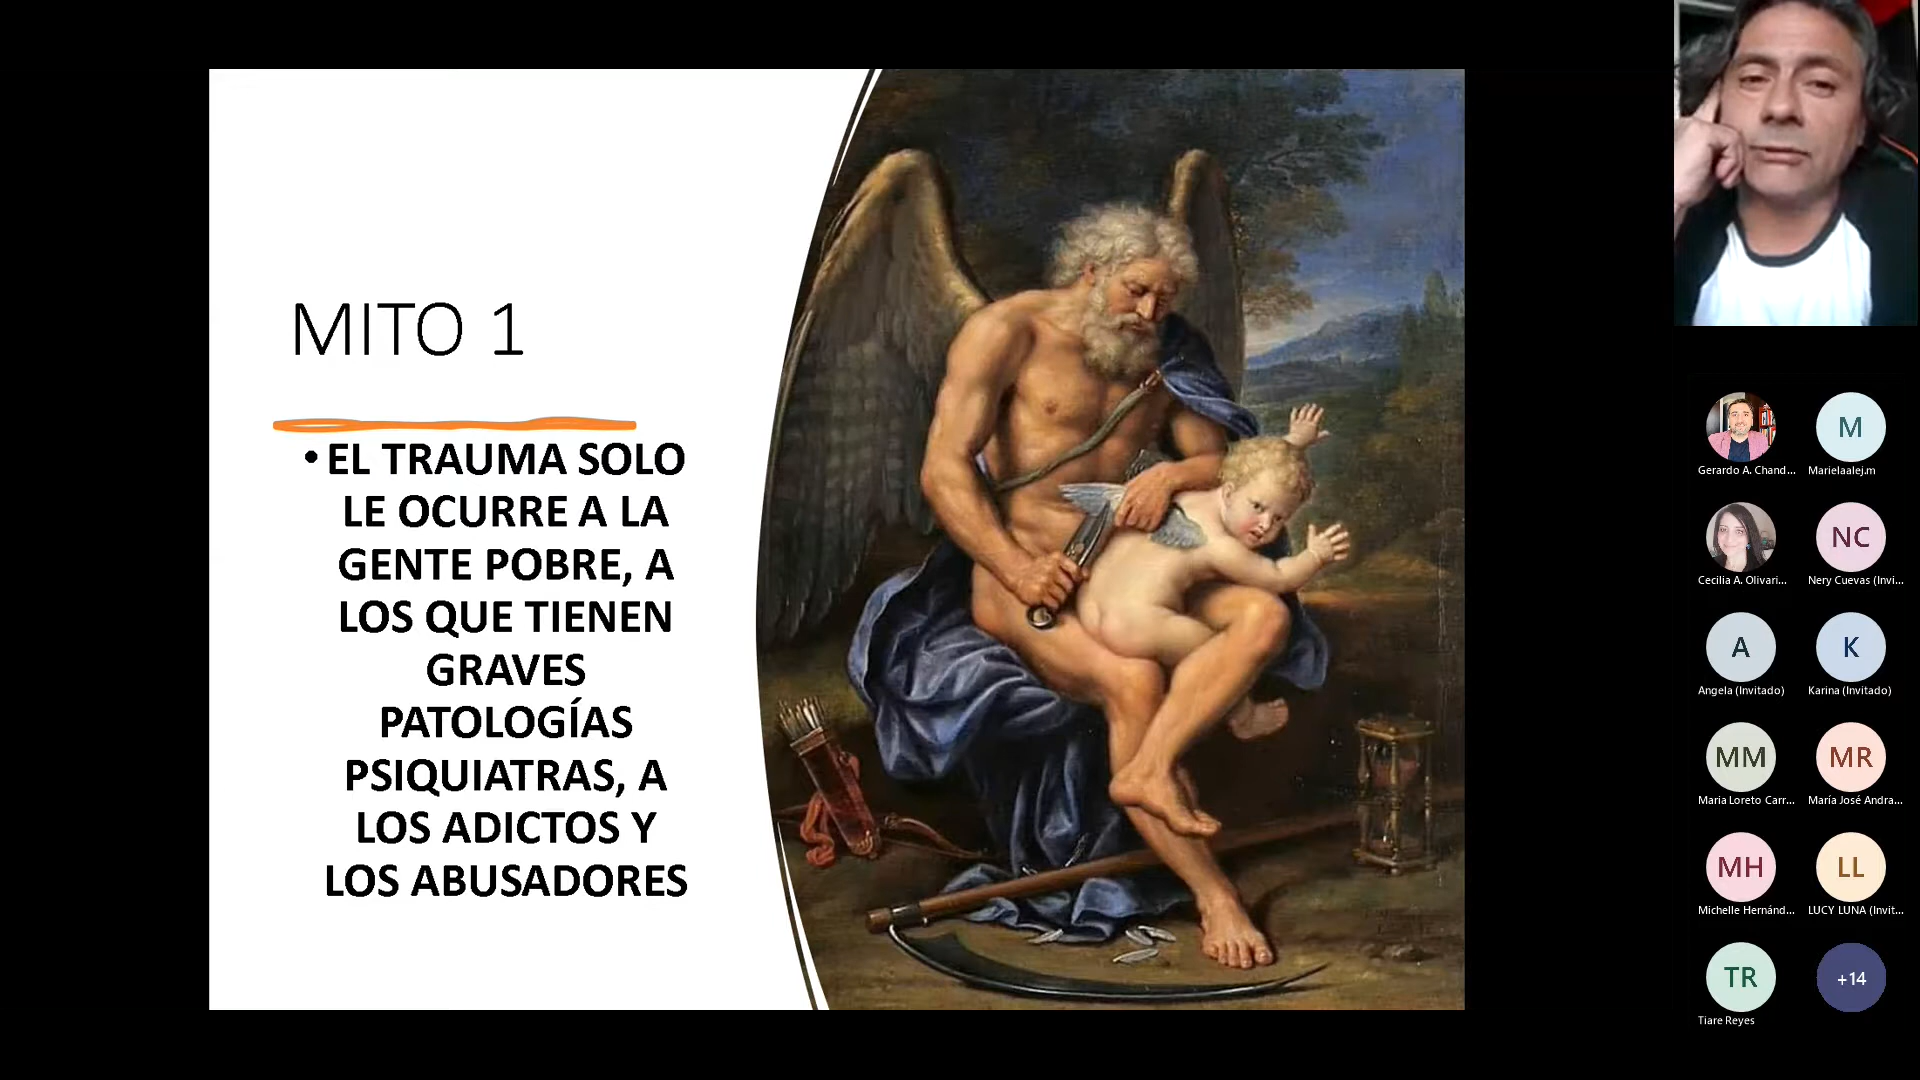 MITO 1
• EL TRAUMA SOLO
LE OCURRE A LA
GENTE POBRE, A
LOS QUE TIENEN
GRAVES
PATOLOGÍAS
PSIQUIATRAS, A
LOS ADICTOS Y
LOS ABUSADORES
Gerardo A. Chand...
M
Marielaalej.m
Cecilia A. Olivari...
NC
Nery Cuevas (Invi...
A
Angela (Invitado)
K
Karina (Invitado)
MM
Maria Loreto Carr...
MR
María José Andra...
MH
Michelle Hernánd...
LL
LUCY LUNA (Invit...
TR
Tiare Reyes
+14